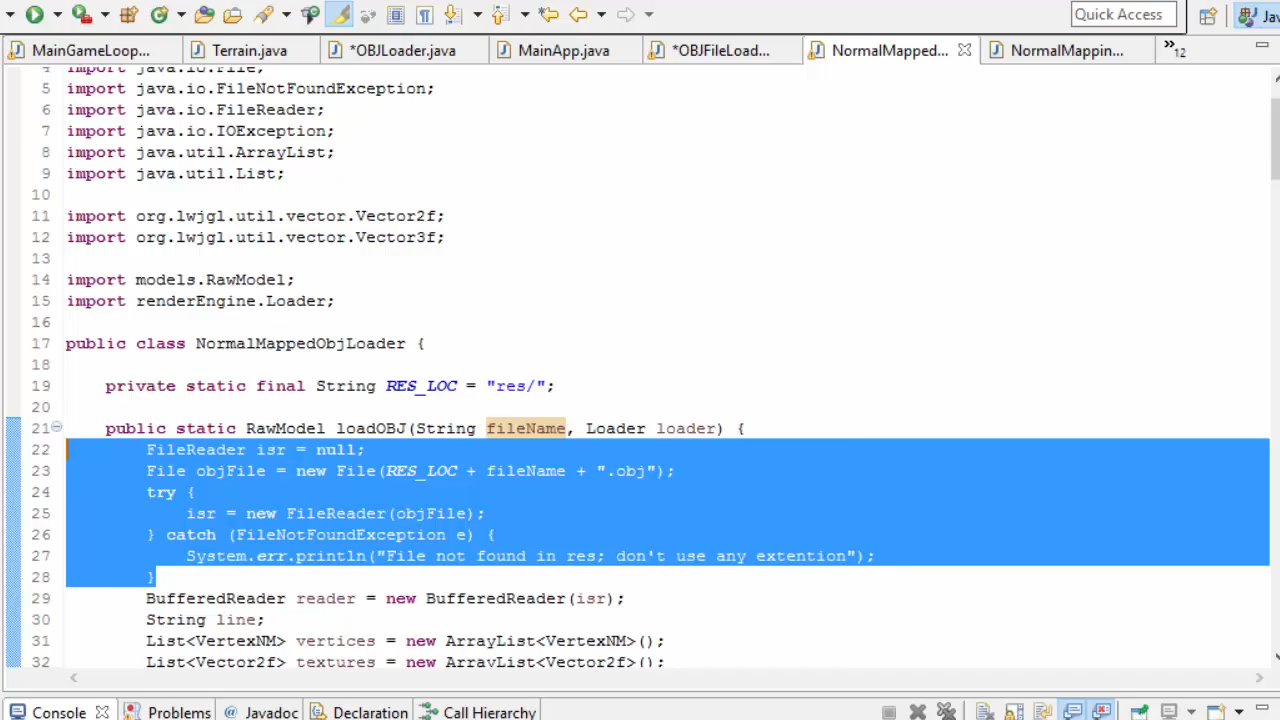 Quick Access
Jav
MainGameLoop...
Terrain.java
*OBJLoader.java
MainApp.java
*OBJFileLoad...
NormalMapped...
NormalMappin...
»12
4 import java.io.File;
5 import java.io.FileNotFoundException;
6 import java.io.FileReader;
7 import java.io.IOException;
8 import java.util.ArrayList;
9 import java.util.List;
10
11 import org.lwjgl.util.vector.Vector2f;
12 import org.lwjgl.util.vector.Vector3f;
13
14 import models.RawModel;
15 import renderEngine.Loader;
16
17 public class NormalMappedObjLoader {
18
19 private static final String RES_LOC = "res/";
20
21 public static RawModel loadOBJ(String fileName, Loader loader) {
22 FileReader isr = null;
23 File objFile = new File(RES_LOC + fileName + ".obj");
24 try {
25 isr = new FileReader(objFile);
26 } catch (FileNotFoundException e) {
27 System.err.println("File not found in res; don't use any extention");
28 }
29 BufferedReader reader = new BufferedReader(isr);
30 String line;
31 List<VertexNM> vertices = new ArrayList<VertexNM>();
32 List<Vector2f> textures = new ArrayList<Vector2f>();
Console
Problems
@ Javadoc
Declaration
Call Hierarchy